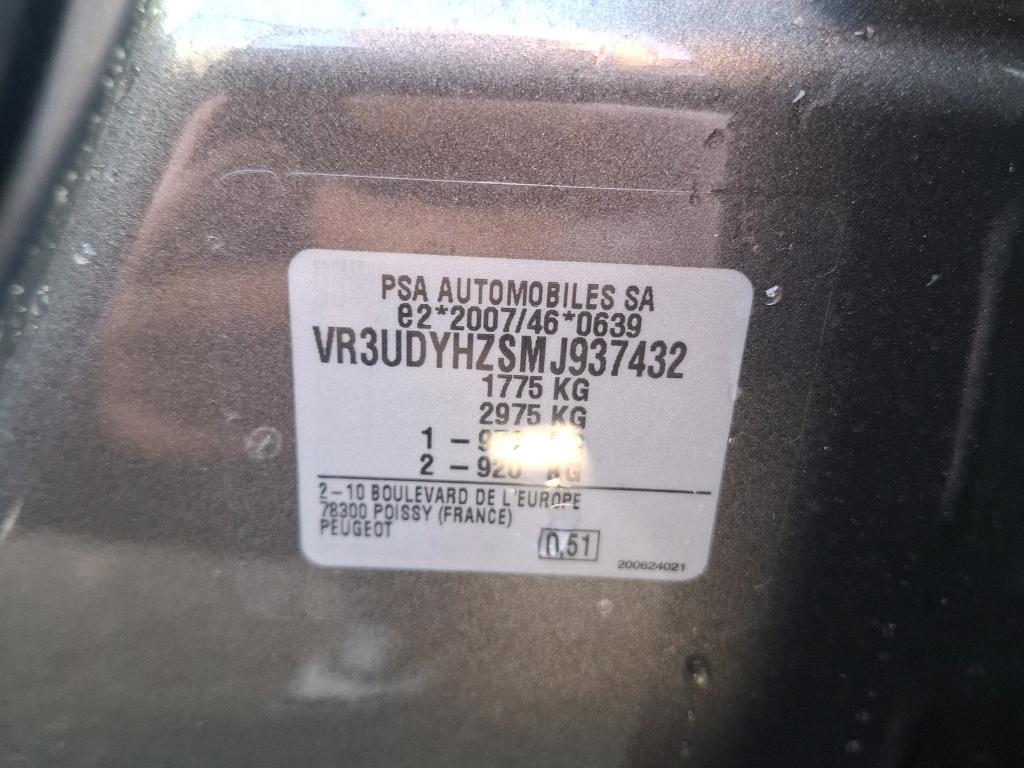 PSA AUTOMOBILES SA
e2*2007/46*0639
VR3UDYHZSMJ937432
1775 KG
2975 KG
1 -
2 - KG
2-10 BOULEVARD DE L'EUROPE
78300 POISSY (FRANCE)
PEUGEOT
0,51
200624021